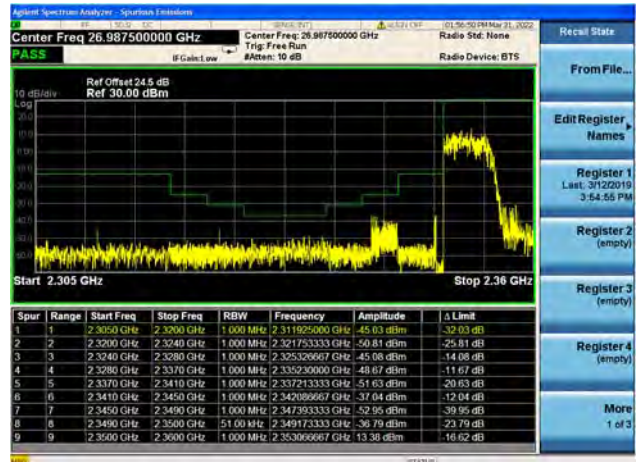 Agilent Spectrum Analyzer - Spurious Emissions
RF 50 Ω DC SENSE:INT ALIGN OFF 01:56:50 PM Mar 31, 2022
Center Freq 26.987500000 GHz
Center Freq: 26.987500000 GHz
Radio Std: None
Trig: Free Run
PASS
IFGain:Low
#Atten: 10 dB
Radio Device: BTS
Ref Offset 24.5 dB
10 dB/div Ref 30.00 dBm
Log
20.0
10.0
0.00
Start 2.305 GHz
Stop 2.36 GHz
Spur Range Start Freq Stop Freq RBW Frequency Amplitude Δ Limit
1 1 2.3050 GHz 2.3200 GHz 1.000 MHz 2.311925000 GHz -45.03 dBm -32.03 dB
2 2 2.3200 GHz 2.3240 GHz 1.000 MHz 2.321753333 GHz -50.81 dBm -25.81 dB
3 3 2.3240 GHz 2.3280 GHz 1.000 MHz 2.325326667 GHz -45.08 dBm -14.08 dB
4 4 2.3280 GHz 2.3370 GHz 1.000 MHz 2.335230000 GHz -48.67 dBm -11.67 dB
5 5 2.3370 GHz 2.3410 GHz 1.000 MHz 2.337213333 GHz -51.63 dBm -20.63 dB
6 6 2.3410 GHz 2.3450 GHz 1.000 MHz 2.342086667 GHz -37.04 dBm -12.04 dB
7 7 2.3450 GHz 2.3490 GHz 1.000 MHz 2.347393333 GHz -52.95 dBm -39.95 dB
8 8 2.3490 GHz 2.3500 GHz 51.00 kHz 2.349173333 GHz -36.79 dBm -23.79 dB
9 9 2.3500 GHz 2.3600 GHz 1.000 MHz 2.353066667 GHz 13.38 dBm -16.62 dB
STATUS
Recall State
From File...
Edit Register
Names
Register 1
Last: 3/12/2019
3:54:55 PM
Register 2
(empty)
Register 3
(empty)
Register 4
(empty)
More
1 of 3